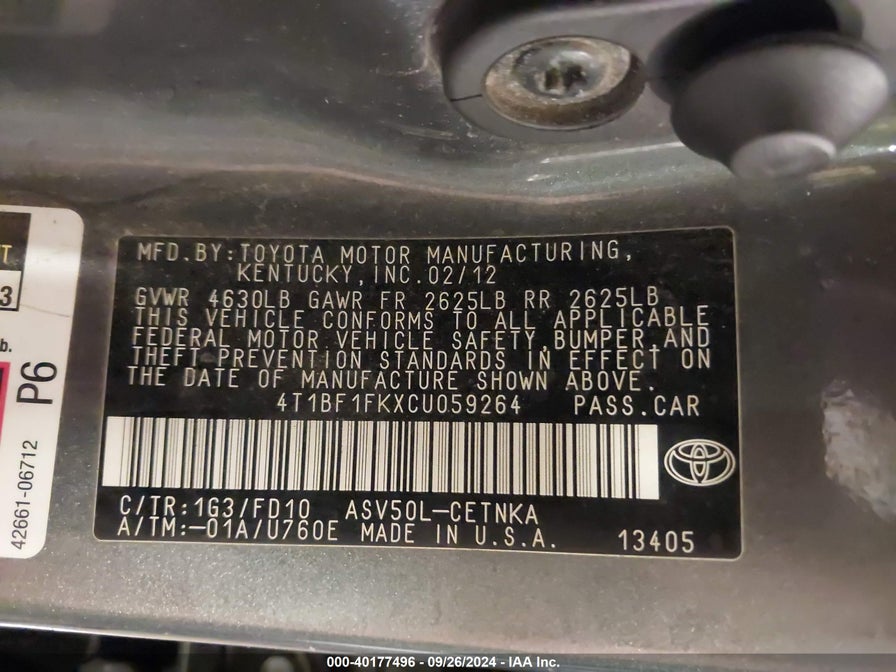 MFD.BY:TOYOTA MOTOR MANUFACTURING,
KENTUCKY,INC.02/12
GVWR 4630LB GAWR FR 2625LB RR 2625LB
THIS VEHICLE CONFORMS TO ALL APPLICABLE
FEDERAL MOTOR VEHICLE SAFETY,BUMPER,AND
THEFT PREVENTION STANDARDS IN EFFECT ON
THE DATE OF MANUFACTURE SHOWN ABOVE.
4T1BF1FKXCU059264 PASS.CAR
C/TR:1G3/FD10 ASV50L-CETNKA
A/TM:-01A/U760E MADE IN U.S.A. 13405
T
3
b.
P6
42661-06712
000-40177496 - 09/26/2024 - IAA Inc.